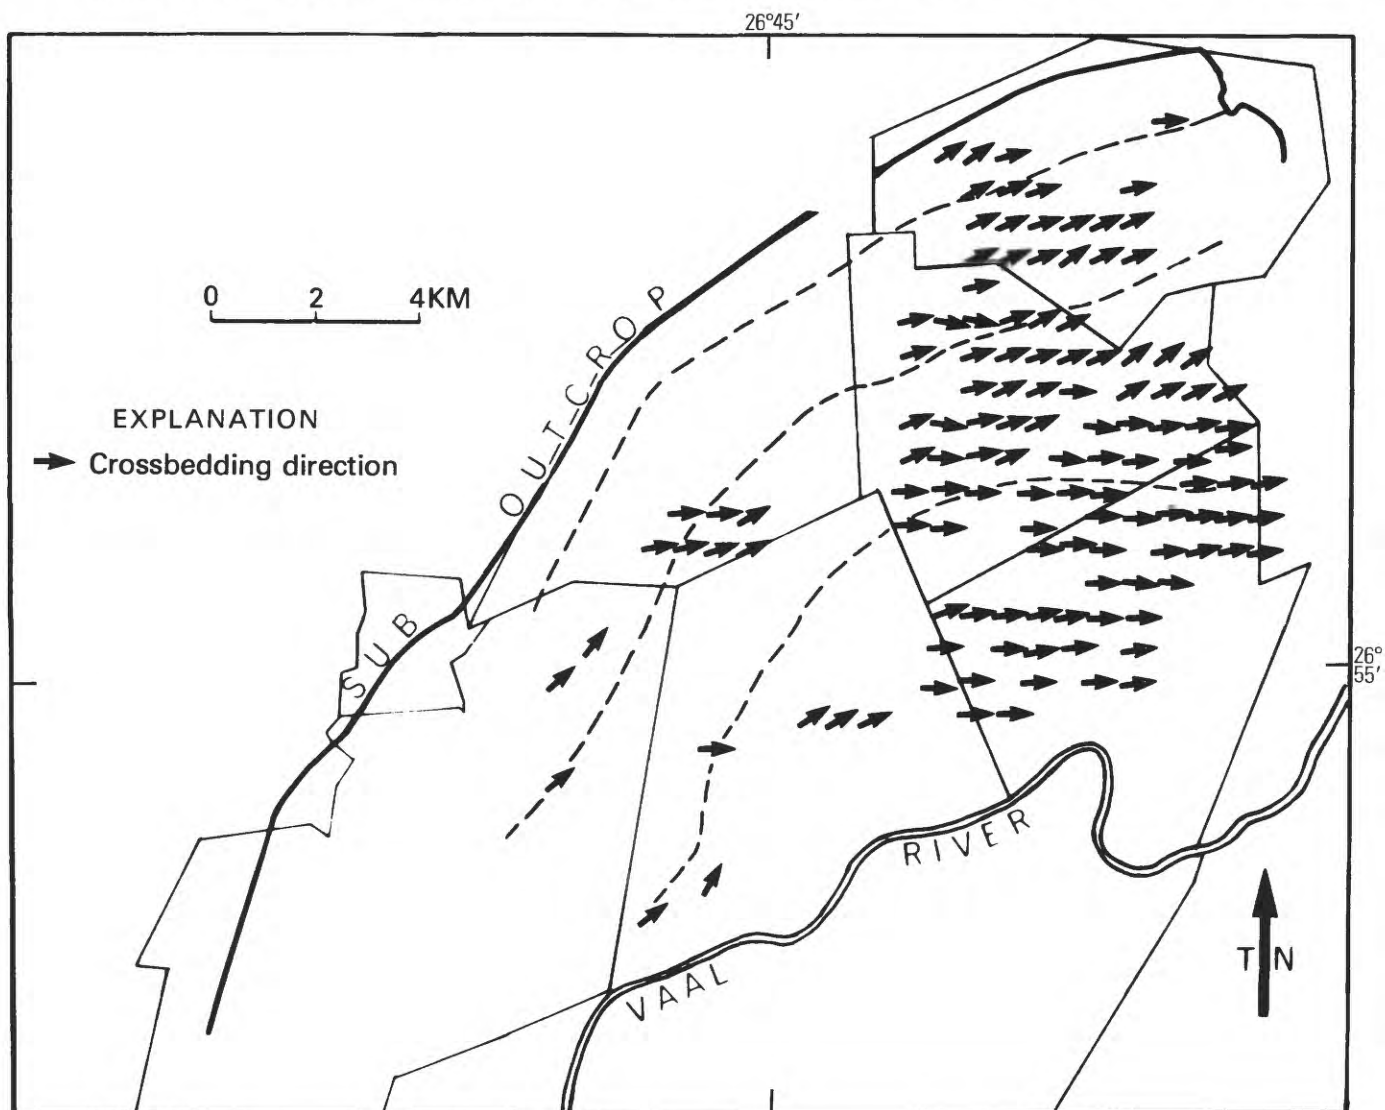 26°45′
0 2 4KM
EXPLANATION
Crossbedding direction
SUB OUTCROP
26°
55′
VAAL RIVER
T N